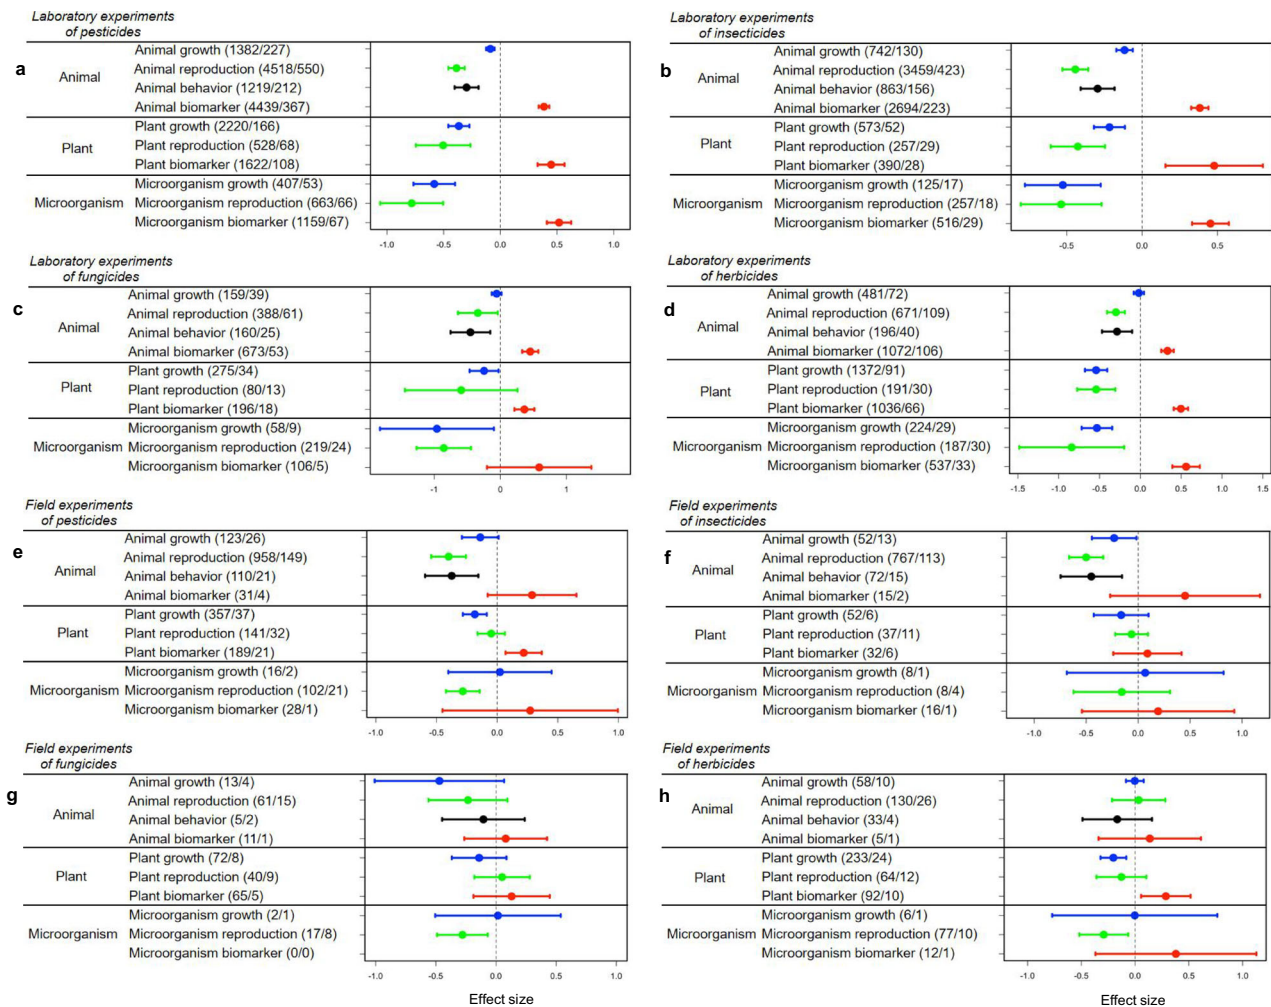 Laboratory experiments
of pesticides
a
Animal
Animal growth (1382/227)
Animal reproduction (4518/550)
Animal behavior (1219/212)
Animal biomarker (4439/367)
Plant
Plant growth (2220/166)
Plant reproduction (528/68)
Plant biomarker (1622/108)
Microorganism
Microorganism growth (407/53)
Microorganism reproduction (663/66)
Microorganism biomarker (1159/67)
-1.0 -0.5 0.0 0.5 1.0
Laboratory experiments
of insecticides
b
Animal
Animal growth (742/130)
Animal reproduction (3459/423)
Animal behavior (863/156)
Animal biomarker (2694/223)
Plant
Plant growth (573/52)
Plant reproduction (257/29)
Plant biomarker (390/28)
Microorganism
Microorganism growth (125/17)
Microorganism reproduction (257/18)
Microorganism biomarker (516/29)
-0.5 0.0 0.5
Laboratory experiments
of fungicides
c
Animal
Animal growth (159/39)
Animal reproduction (388/61)
Animal behavior (160/25)
Animal biomarker (673/53)
Plant
Plant growth (275/34)
Plant reproduction (80/13)
Plant biomarker (196/18)
Microorganism
Microorganism growth (58/9)
Microorganism reproduction (219/24)
Microorganism biomarker (106/5)
-1 0 1
Laboratory experiments
of herbicides
d
Animal
Animal growth (481/72)
Animal reproduction (671/109)
Animal behavior (196/40)
Animal biomarker (1072/106)
Plant
Plant growth (1372/91)
Plant reproduction (191/30)
Plant biomarker (1036/66)
Microorganism
Microorganism growth (224/29)
Microorganism reproduction (187/30)
Microorganism biomarker (537/33)
-1.5 -1.0 -0.5 0.0 0.5 1.0 1.5
Field experiments
of pesticides
e
Animal
Animal growth (123/26)
Animal reproduction (958/149)
Animal behavior (110/21)
Animal biomarker (31/4)
Plant
Plant growth (357/37)
Plant reproduction (141/32)
Plant biomarker (189/21)
Microorganism
Microorganism growth (16/2)
Microorganism reproduction (102/21)
Microorganism biomarker (28/1)
-1.0 -0.5 0.0 0.5 1.0
Field experiments
of insecticides
f
Animal
Animal growth (52/13)
Animal reproduction (767/113)
Animal behavior (72/15)
Animal biomarker (15/2)
Plant
Plant growth (52/6)
Plant reproduction (37/11)
Plant biomarker (32/6)
Microorganism
Microorganism growth (8/1)
Microorganism reproduction (8/4)
Microorganism biomarker (16/1)
-1.0 -0.5 0.0 0.5 1.0
Field experiments
of fungicides
g
Animal
Animal growth (13/4)
Animal reproduction (61/15)
Animal behavior (5/2)
Animal biomarker (11/1)
Plant
Plant growth (72/8)
Plant reproduction (40/9)
Plant biomarker (65/5)
Microorganism
Microorganism growth (2/1)
Microorganism reproduction (17/8)
Microorganism biomarker (0/0)
-1.0 -0.5 0.0 0.5 1.0
Effect size
Field experiments
of herbicides
h
Animal
Animal growth (58/10)
Animal reproduction (130/26)
Animal behavior (33/4)
Animal biomarker (5/1)
Plant
Plant growth (233/24)
Plant reproduction (64/12)
Plant biomarker (92/10)
Microorganism
Microorganism growth (6/1)
Microorganism reproduction (77/10)
Microorganism biomarker (12/1)
-1.0 -0.5 0.0 0.5 1.0
Effect size